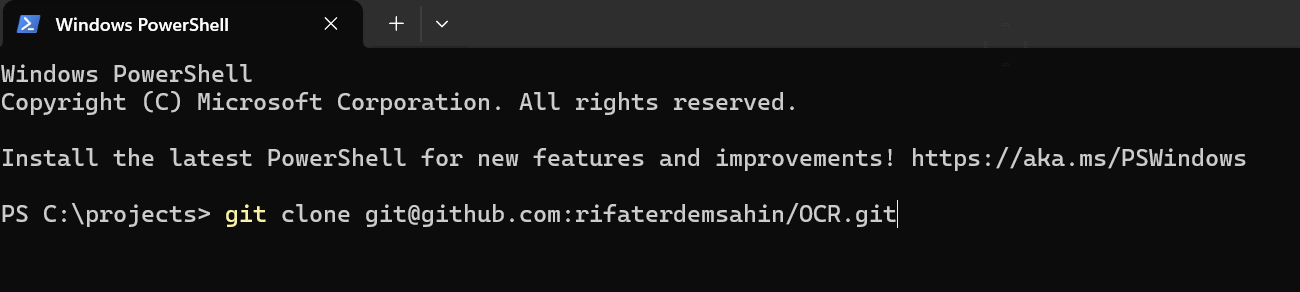 Windows PowerShell
Windows PowerShell
Copyright (C) Microsoft Corporation. All rights reserved.
Install the latest PowerShell for new features and improvements! https://aka.ms/PSWindows
PS C:\projects> git clone git@github.com:rifaterdemsahin/OCR.git